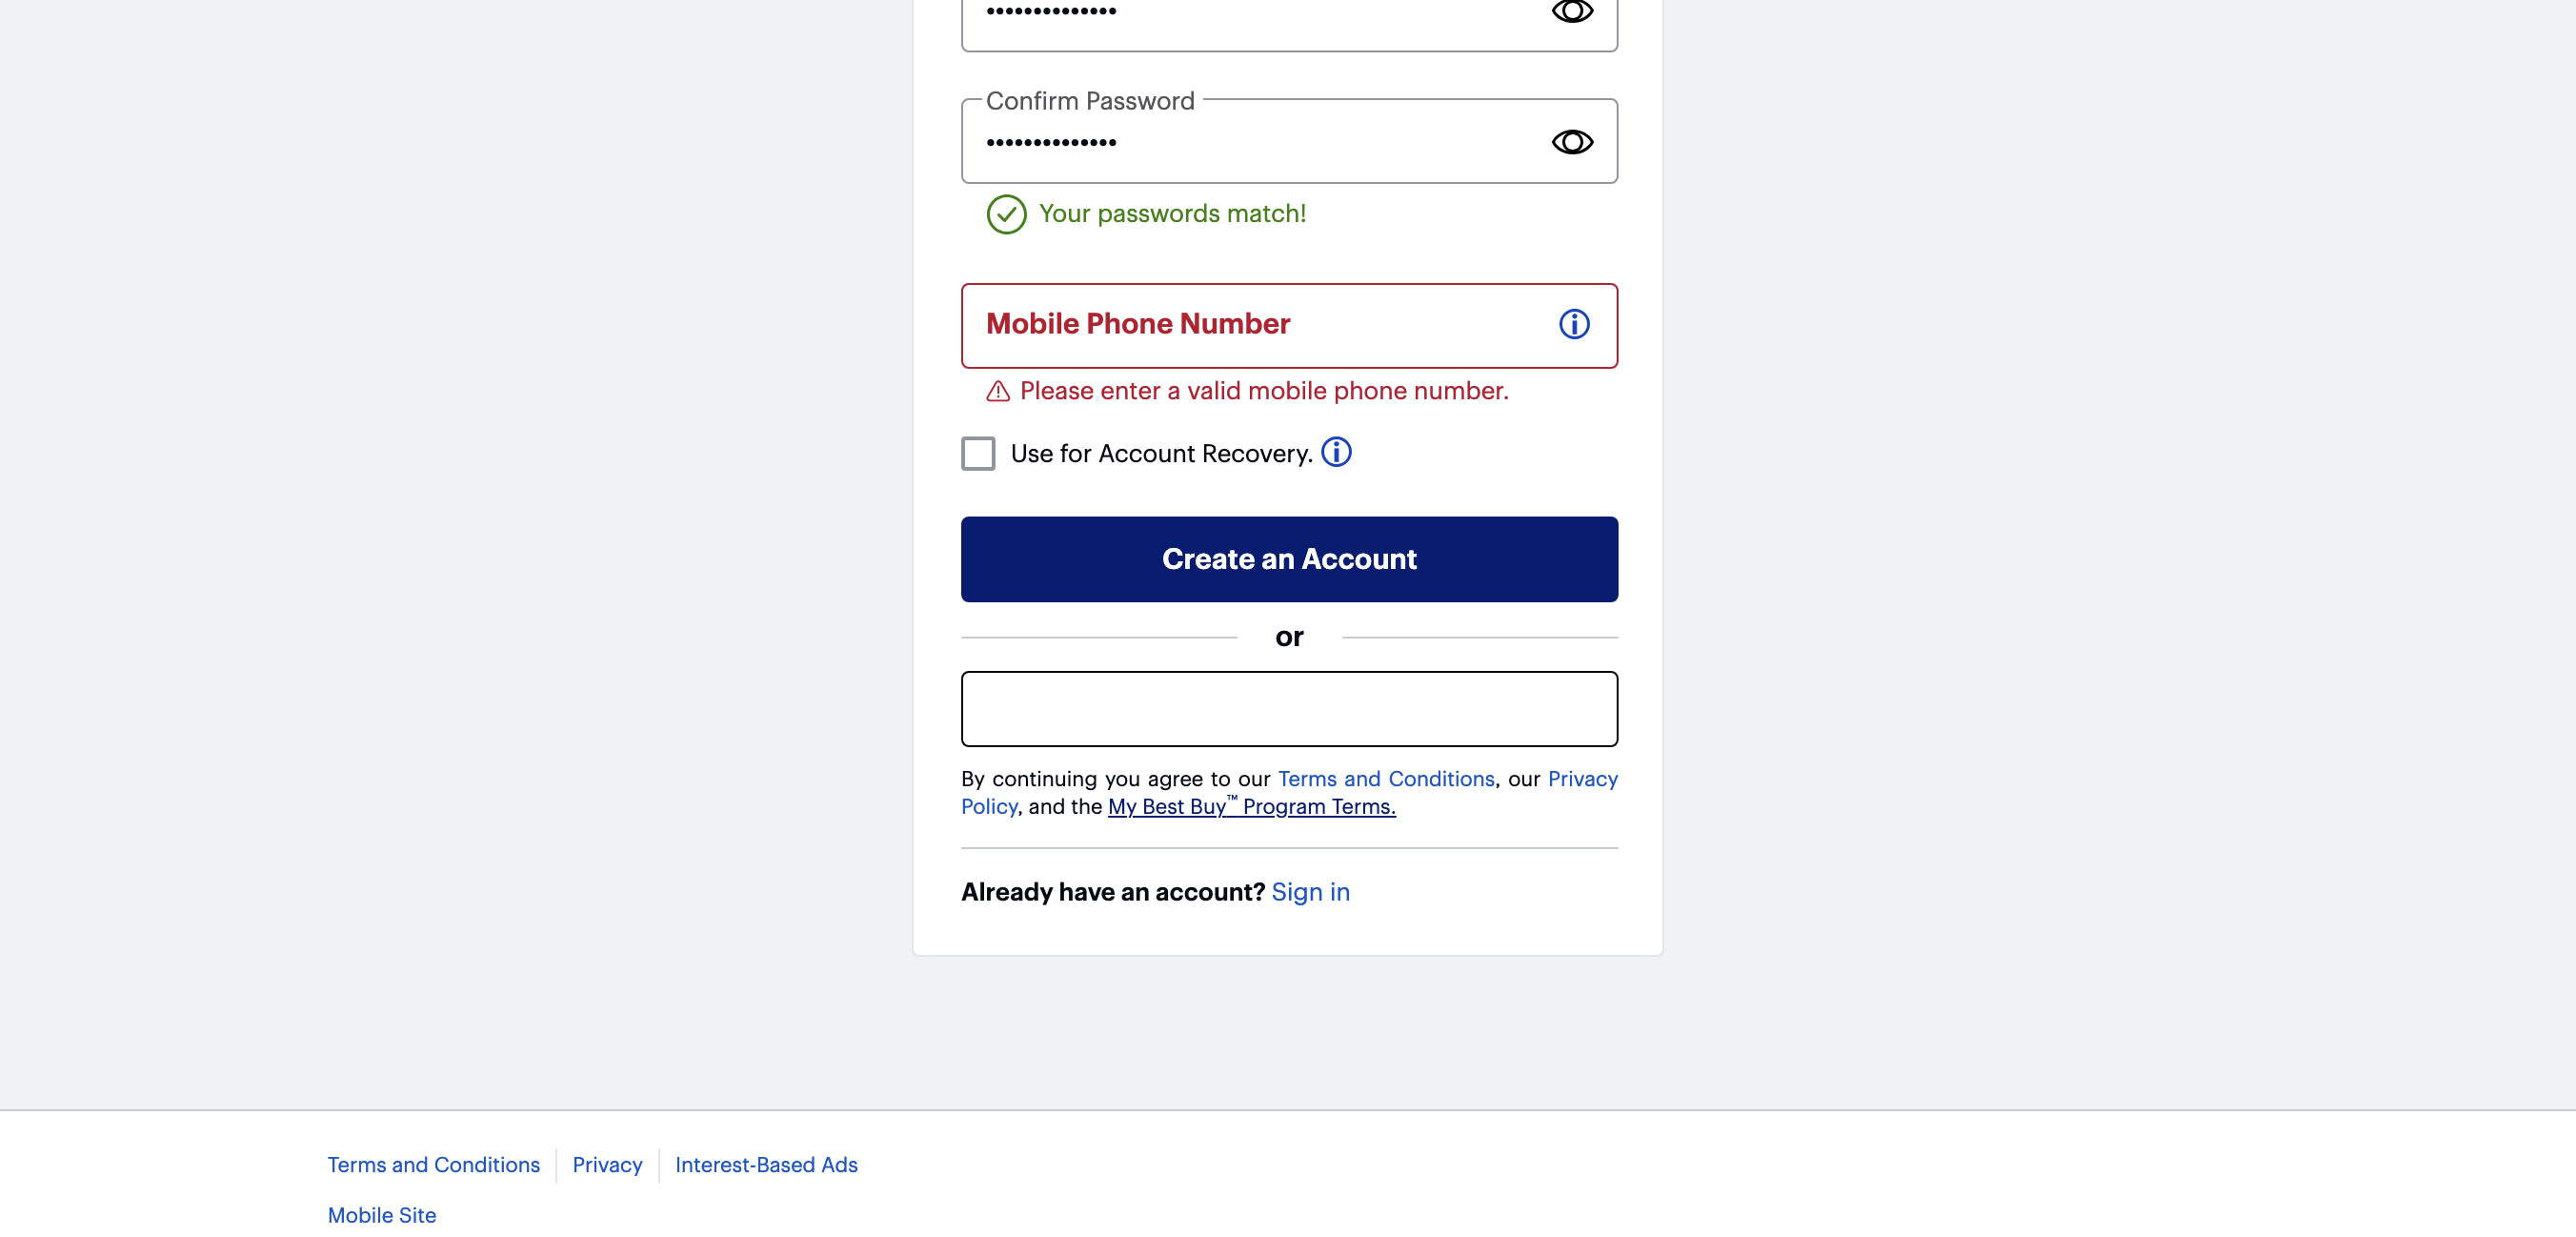 ••••••••••••••
Confirm Password
••••••••••••••
Your passwords match!
Mobile Phone Number
Please enter a valid mobile phone number.
Use for Account Recovery.
Create an Account
or
By continuing you agree to our Terms and Conditions, our Privacy
Policy, and the My Best Buy™ Program Terms.
Already have an account? Sign in
Terms and Conditions
Privacy
Interest-Based Ads
Mobile Site